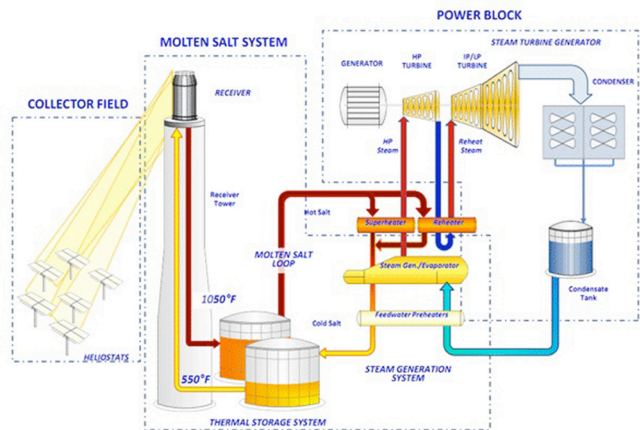 POWER BLOCK
MOLTEN SALT SYSTEM
STEAM TURBINE GENERATOR
HP
TURBINE
IP/LP
TURBINE
GENERATOR
CONDENSER
COLLECTOR FIELD
RECEIVER
HP
Steam
Reheat
Steam
Receiver
Tower
Hot Salt
Superheater
Reheater
MOLTEN SALT
LOOP
Steam Gen./Evaporator
Condensate
Tank
1050°F
Cold Salt
Feedwater Preheaters
HELIOSTATS
550°F
STEAM GENERATION
SYSTEM
THERMAL STORAGE SYSTEM